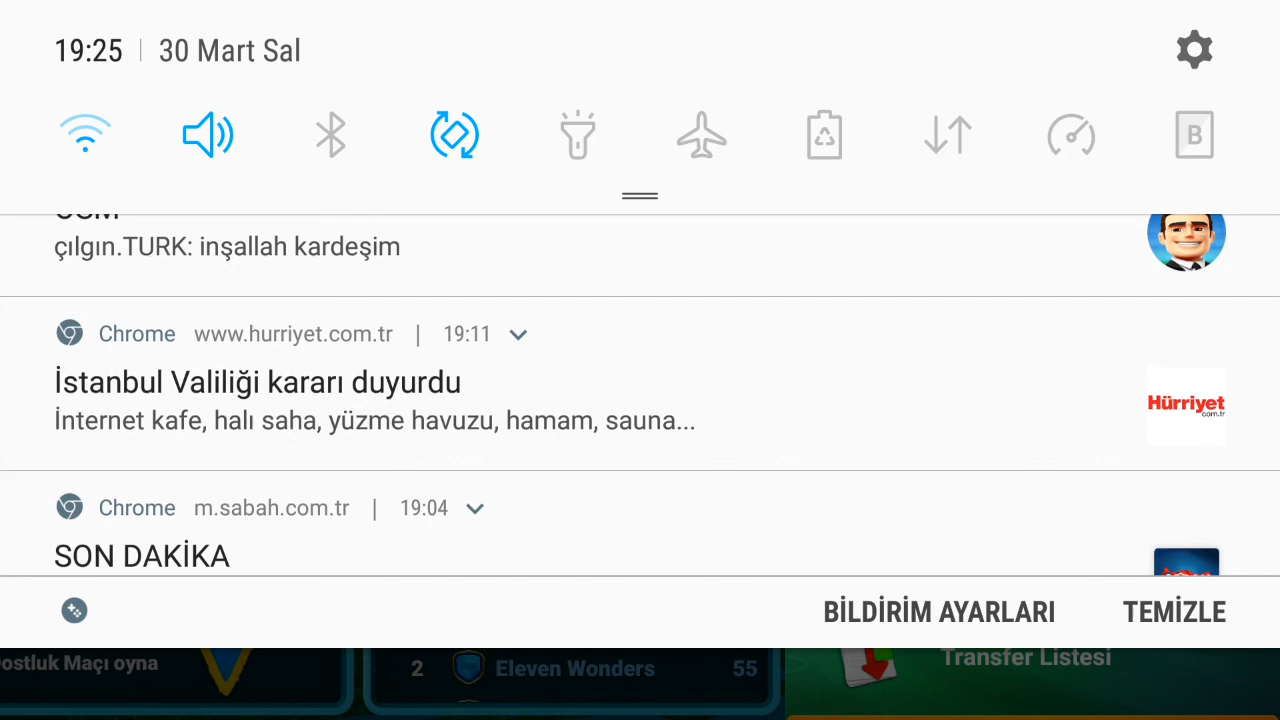 19:25 | 30 Mart Sal
B
çılgın.TURK: inşallah kardeşim
Chrome www.hurriyet.com.tr | 19:11
İstanbul Valiliği kararı duyurdu
İnternet kafe, halı saha, yüzme havuzu, hamam, sauna...
Hürriyet
com.tr
Chrome m.sabah.com.tr | 19:04
SON DAKİKA
BİLDİRİM AYARLARI TEMİZLE
Maçı oyna
2 Eleven Wonders 55
Transfer Listesi